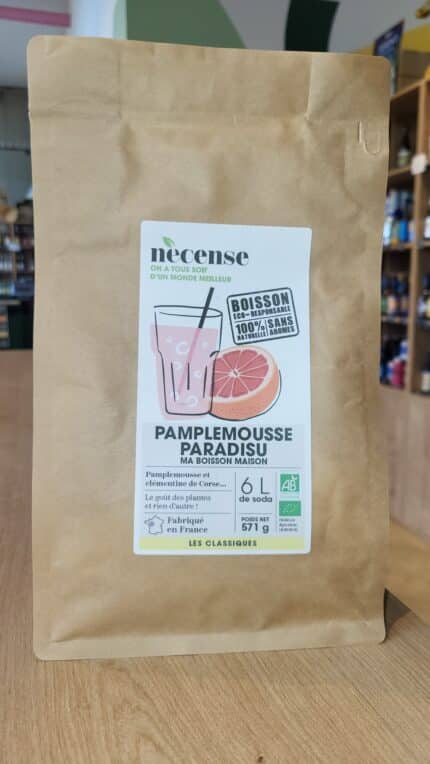 nècense
ON A TOUS SOIF
D'UN MONDE MEILLEUR
BOISSON
ECO-RESPONSABLE
100% NATURELLE SANS ARÔMES
PAMPLEMOUSSE
PARADISU
MA BOISSON MAISON
Pamplemousse et
clémentine de Corse...
Le goût des plantes
et rien d'autre !
Fabriqué
en France
6 L
de soda
POIDS NET
571 g
AB
LES CLASSIQUES